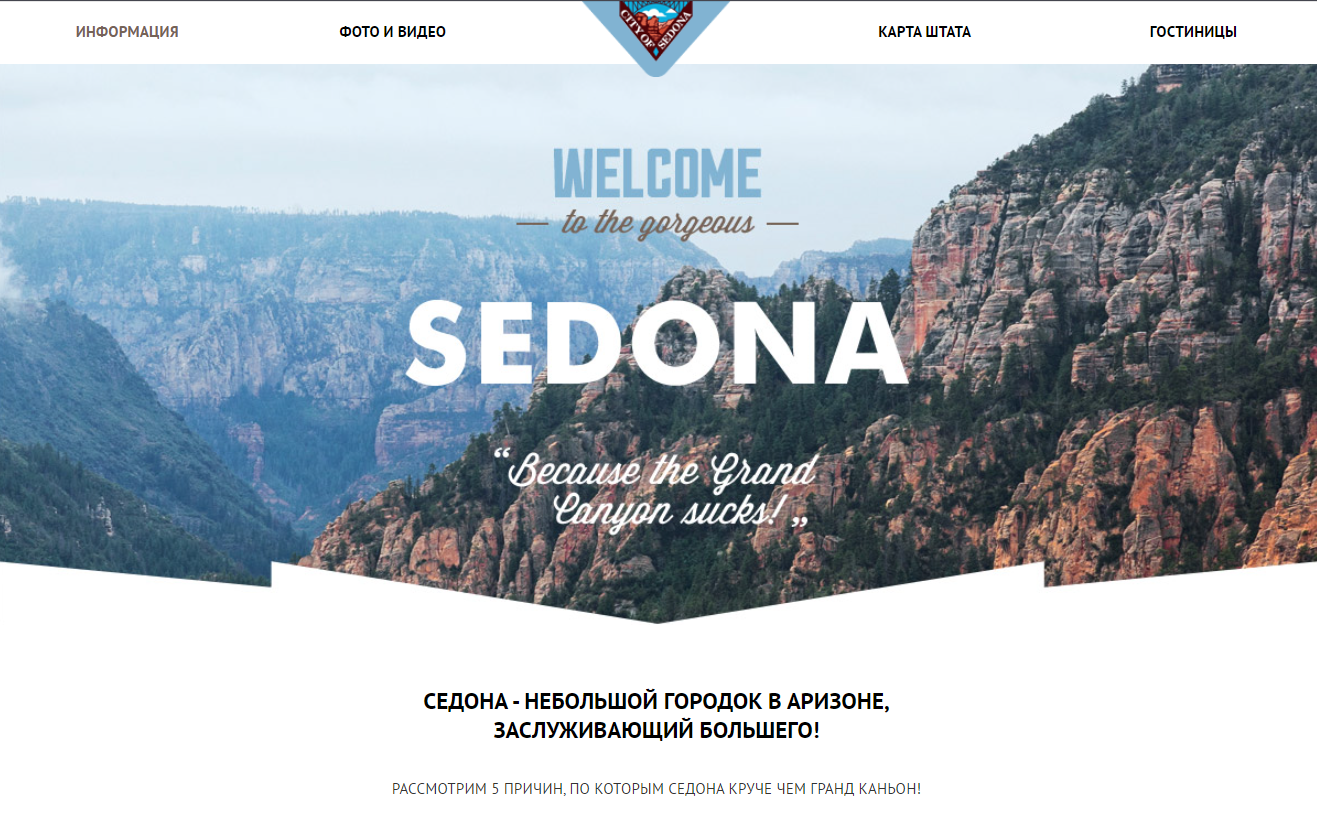 ИНФОРМАЦИЯ
ФОТО И ВИДЕО
CITY OF SEDONA
КАРТА ШТАТА
ГОСТИНИЦЫ
WELCOME
to the gorgeous
SEDONA
“Because the Grand
Canyon sucks!„
СЕДОНА - НЕБОЛЬШОЙ ГОРОДОК В АРИЗОНЕ,
ЗАСЛУЖИВАЮЩИЙ БОЛЬШЕГО!
РАССМОТРИМ 5 ПРИЧИН, ПО КОТОРЫМ СЕДОНА КРУЧЕ ЧЕМ ГРАНД КАНЬОН!